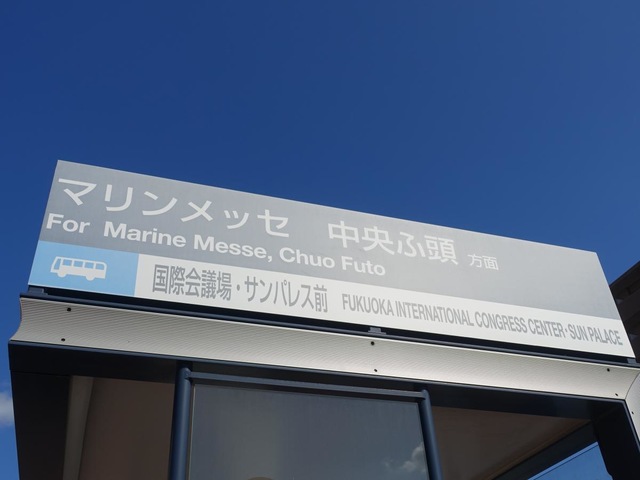 マリンメッセ 中央ふ頭 方面
For Marine Messe, Chuo Futo
国際会議場・サンパレス前 FUKUOKA INTERNATIONAL CONGRESS CENTER・SUN PALACE